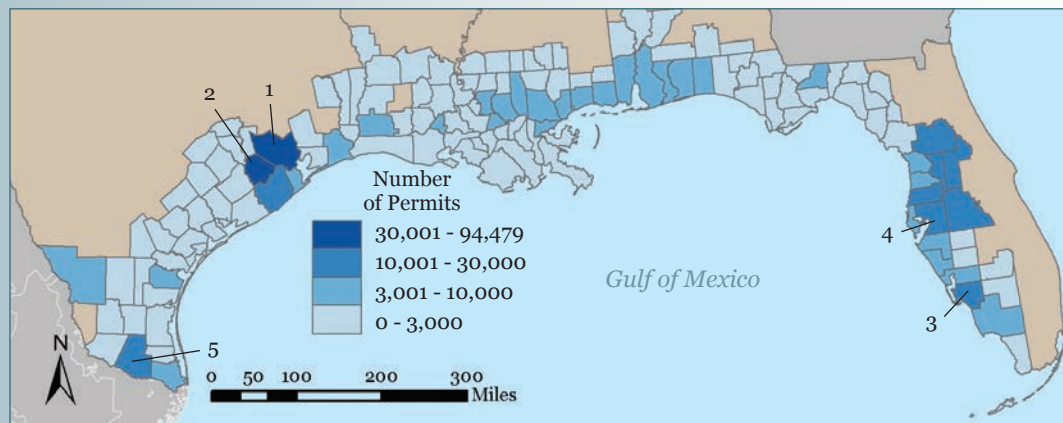 1
2
Number
of Permits
30,001 - 94,479
10,001 - 30,000
3,001 - 10,000
0 - 3,000
Gulf of Mexico
4
3
5
N
0 50 100 200 300
Miles